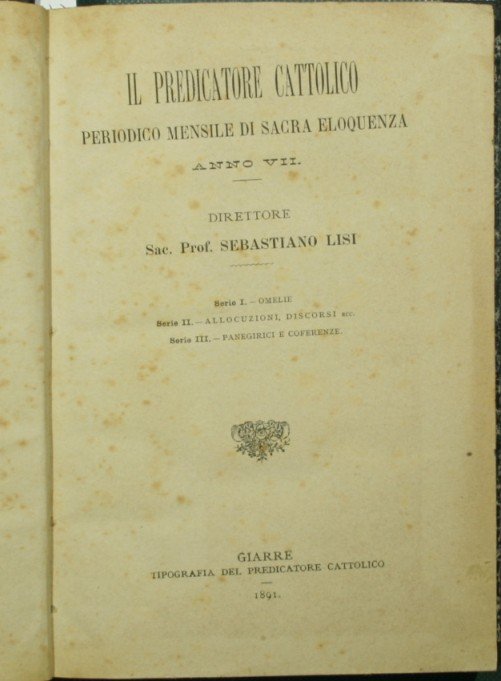 IL PREDICATORE CATTOLICO
PERIODICO MENSILE DI SACRA ELOQUENZA
ANNO VII.
DIRETTORE
Sac. Prof. SEBASTIANO LISI
Serie I. — OMELIE
Serie II. — ALLOCUZIONI, DISCORSI ecc.
Serie III. — PANEGIRICI E COFERENZE.
GIARRE
TIPOGRAFIA DEL PREDICATORE CATTOLICO
1891.